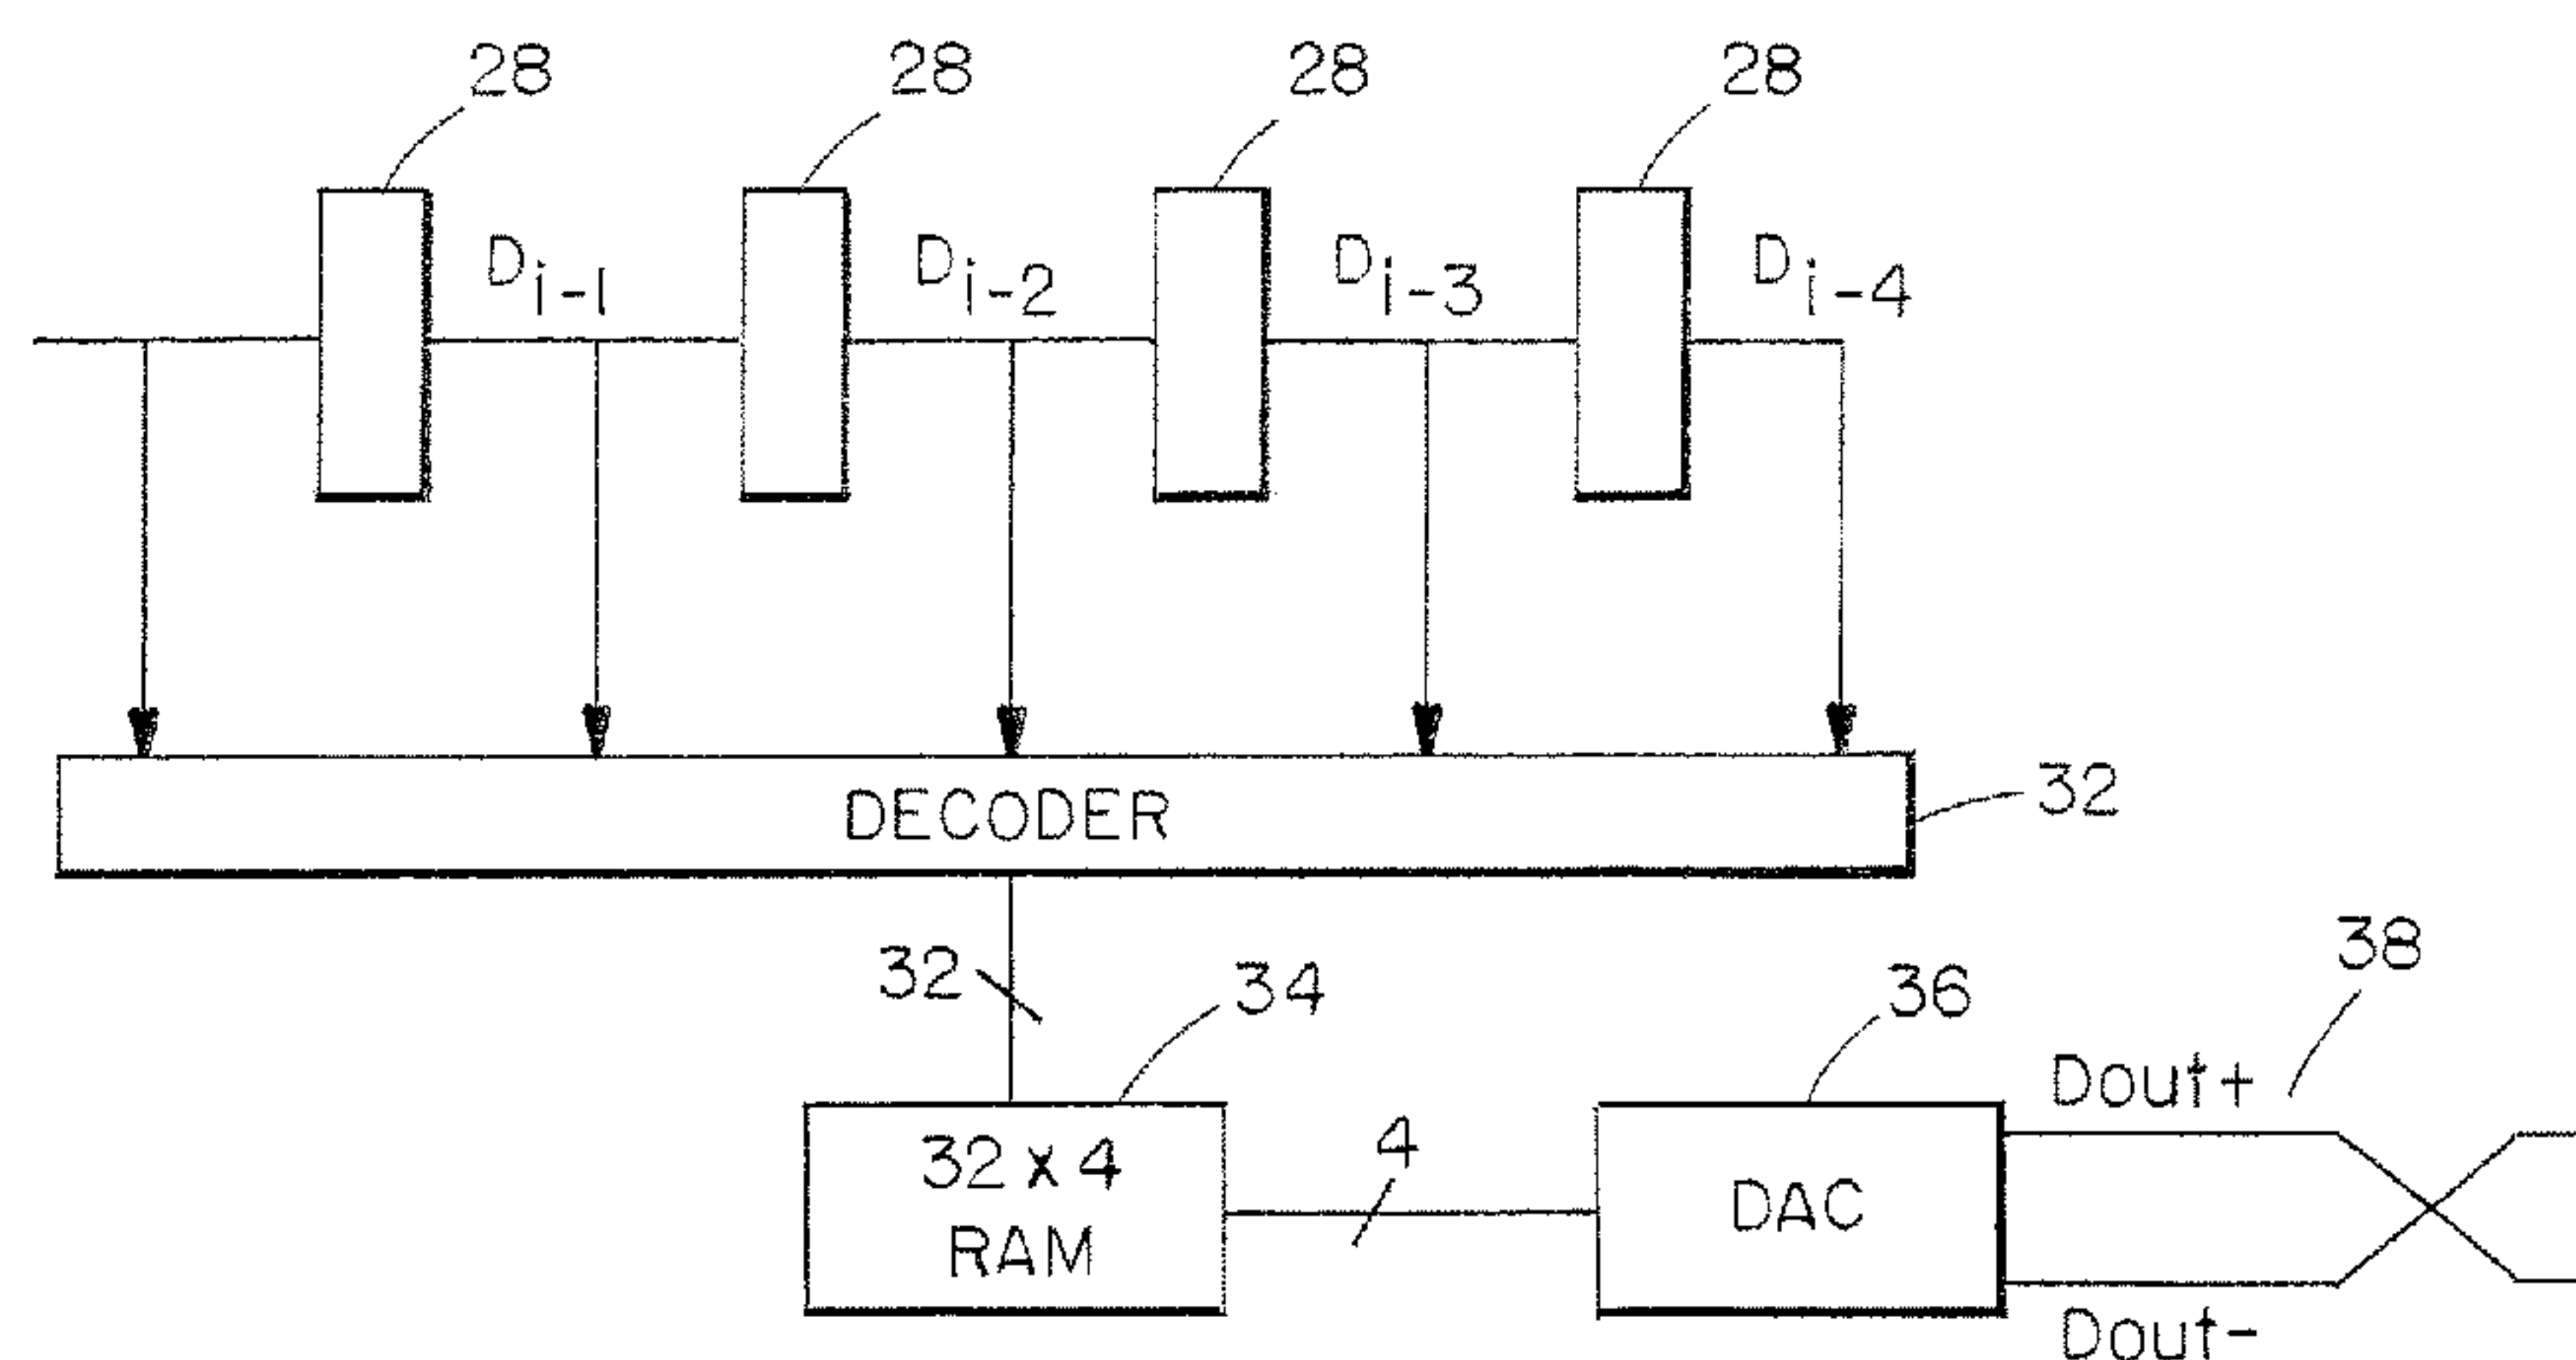 28 28 28 28
Di-1 Di-2 Di-3 Di-4
DECODER 32
32 34 36 38
Dout+
32 x 4
RAM
4
DAC
Dout-